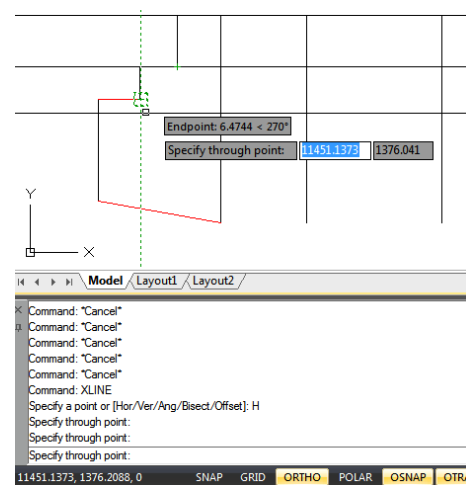 Endpoint: 6.4744 < 270°
Specify through point: 11451.1373 1376.041
Y
X
Model Layout1 Layout2
Command: *Cancel*
Command: *Cancel*
Command: *Cancel*
Command: *Cancel*
Command: *Cancel*
Command: XLINE
Specify a point or [Hor/Ver/Ang/Bisect/Offset]: H
Specify through point:
Specify through point:
Specify through point:
11451.1373, 1376.2088, 0 SNAP GRID ORTHO POLAR OSNAP OTRA